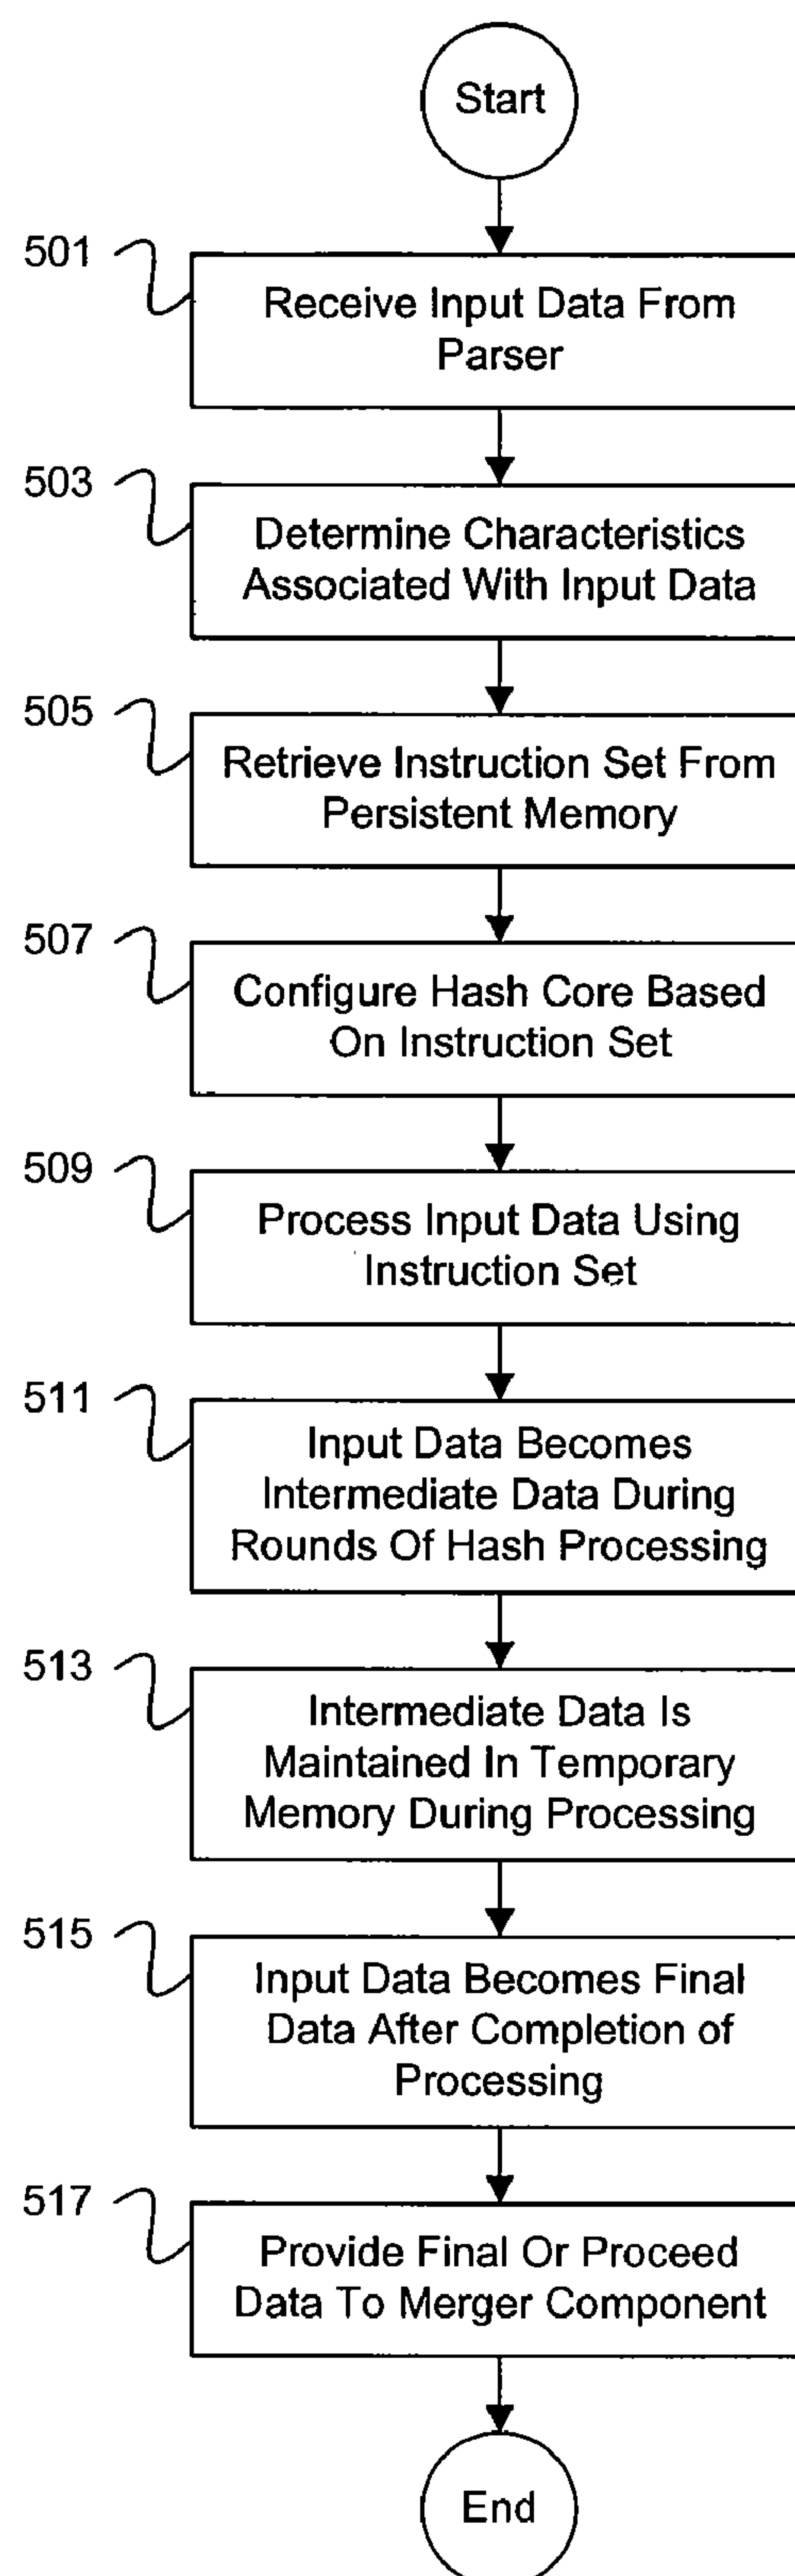 Start
501
Receive Input Data From
Parser
503
Determine Characteristics
Associated With Input Data
505
Retrieve Instruction Set From
Persistent Memory
507
Configure Hash Core Based
On Instruction Set
509
Process Input Data Using
Instruction Set
511
Input Data Becomes
Intermediate Data During
Rounds Of Hash Processing
513
Intermediate Data Is
Maintained In Temporary
Memory During Processing
515
Input Data Becomes Final
Data After Completion of
Processing
517
Provide Final Or Proceed
Data To Merger Component
End